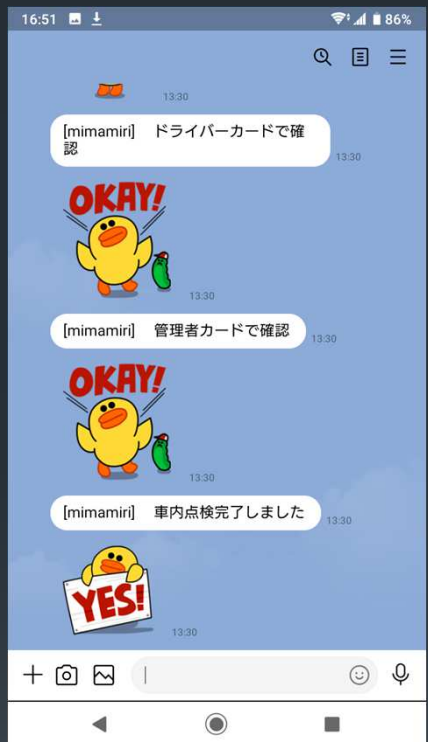 16:51
86%
13:30
[mimamiri] ドライバーカードで確
認
13:30
OKAY!
13:30
[mimamiri] 管理者カードで確認
13:30
OKAY!
13:30
[mimamiri] 車内点検完了しました
13:30
YES!
13:30